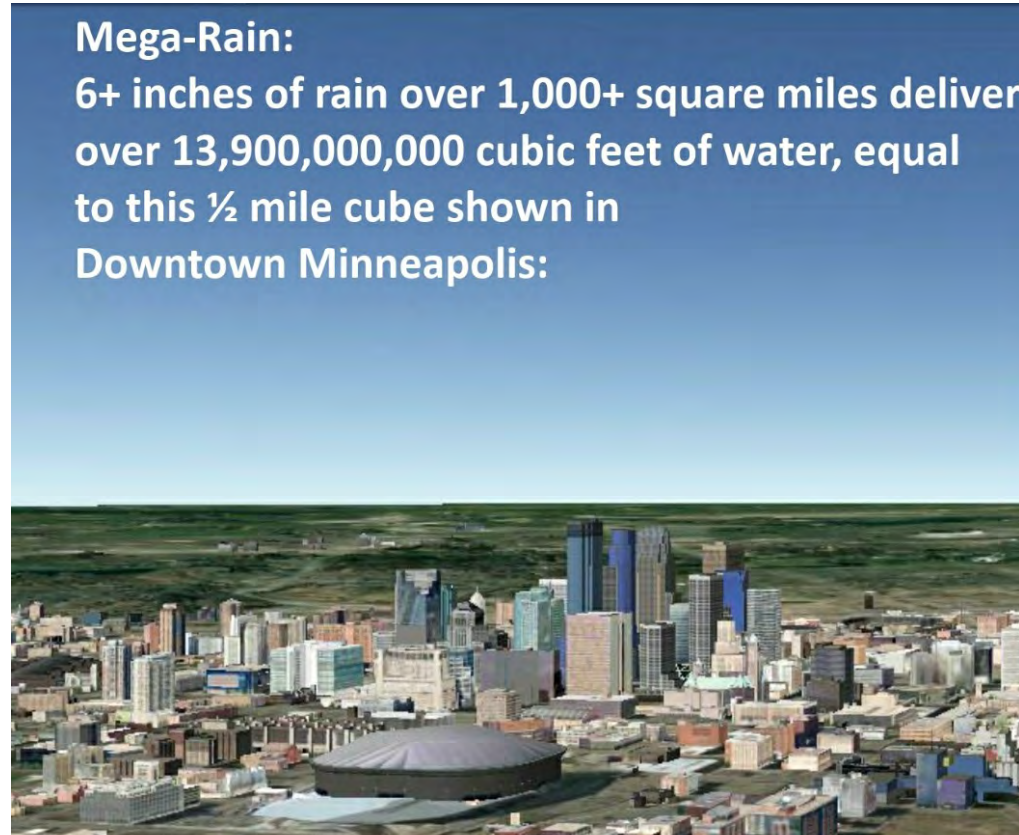 Mega-Rain:
6+ inches of rain over 1,000+ square miles deliver
over 13,900,000,000 cubic feet of water, equal
to this ½ mile cube shown in
Downtown Minneapolis: